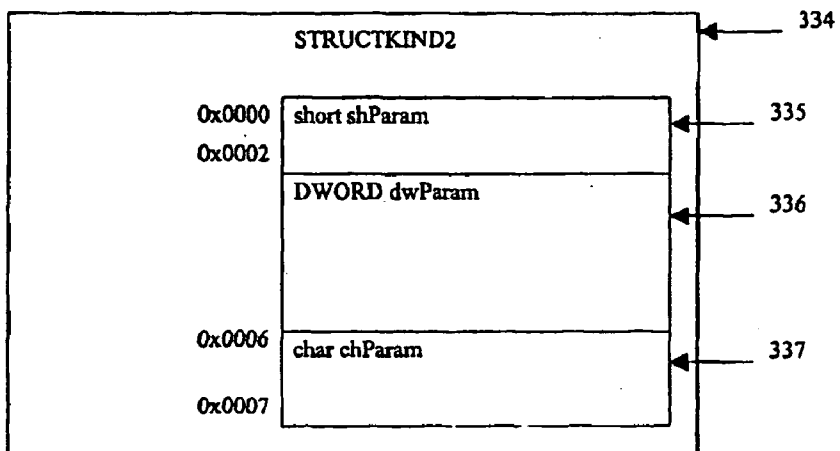 334
STRUCTKIND2
0x0000 short shParam 335
0x0002
DWORD dwParam 336
0x0006
char chParam 337
0x0007